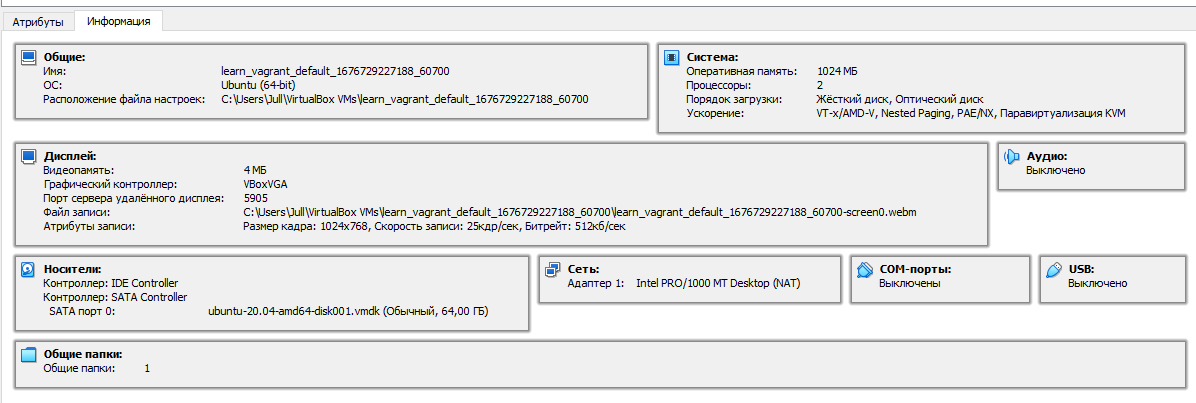 Атрибуты Информация
Общие:
Имя: learn_vagrant_default_1676729227188_60700
ОС: Ubuntu (64-bit)
Расположение файла настроек: C:\Users\Jull\VirtualBox VMs\learn_vagrant_default_1676729227188_60700
Система:
Оперативная память: 1024 МБ
Процессоры: 2
Порядок загрузки: Жёсткий диск, Оптический диск
Ускорение: VT-x/AMD-V, Nested Paging, PAE/NX, Паравиртуализация KVM
Дисплей:
Видеопамять: 4 МБ
Графический контроллер: VBoxVGA
Порт сервера удалённого дисплея: 5905
Файл записи: C:\Users\Jull\VirtualBox VMs\learn_vagrant_default_1676729227188_60700\learn_vagrant_default_1676729227188_60700-screen0.webm
Атрибуты записи: Размер кадра: 1024x768, Скорость записи: 25кдр/сек, Битрейт: 512кб/сек
Аудио:
Выключено
Носители:
Контроллер: IDE Controller
Контроллер: SATA Controller
SATA порт 0: ubuntu-20.04-amd64-disk001.vmdk (Обычный, 64,00 ГБ)
Сеть:
Адаптер 1: Intel PRO/1000 MT Desktop (NAT)
COM-порты:
Выключены
USB:
Выключено
Общие папки:
Общие папки: 1